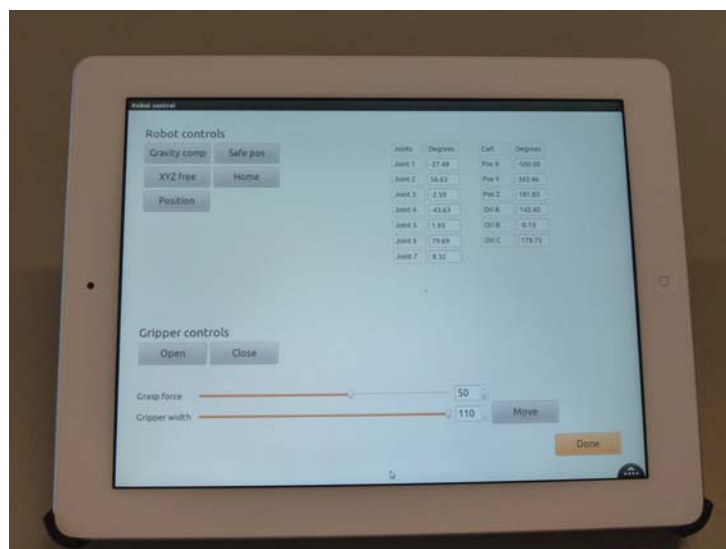 Robot control
Robot controls
Gravity comp Safe pos
XYZ free Home
Position
Joints Degrees Cart Degrees
Joint 1 -27.49 Pos X -500.00
Joint 2 56.63 Pos Y 343.46
Joint 3 -2.59 Pos Z 181.83
Joint 4 -43.63 Ori A 142.42
Joint 5 1.93 Ori B -0.13
Joint 6 79.69 Ori C 179.75
Joint 7 8.32
Gripper controls
Open Close
Grasp force 50
Gripper width 110 Move
Done